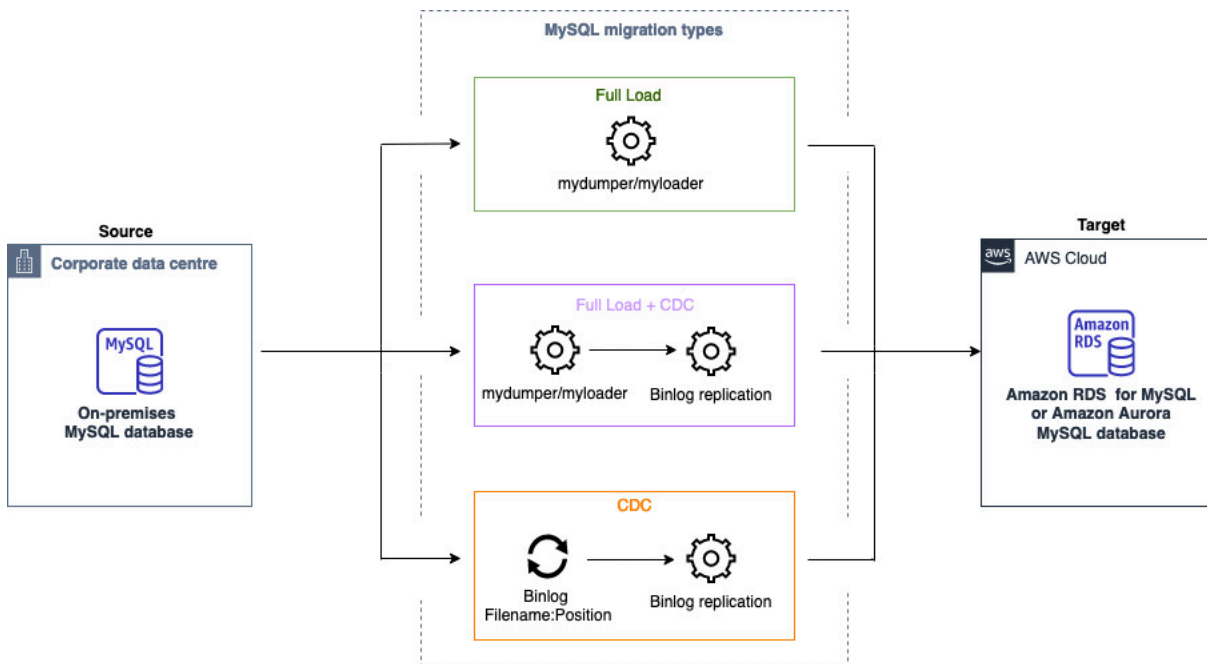 MySQL migration types
Full Load
mydumper/myloader
Source
Corporate data centre
MySQL
On-premises
MySQL database
Full Load + CDC
mydumper/myloader
Binlog replication
CDC
Binlog
Filename:Position
Binlog replication
Target
aws
AWS Cloud
Amazon
RDS
Amazon RDS for MySQL
or Amazon Aurora
MySQL database